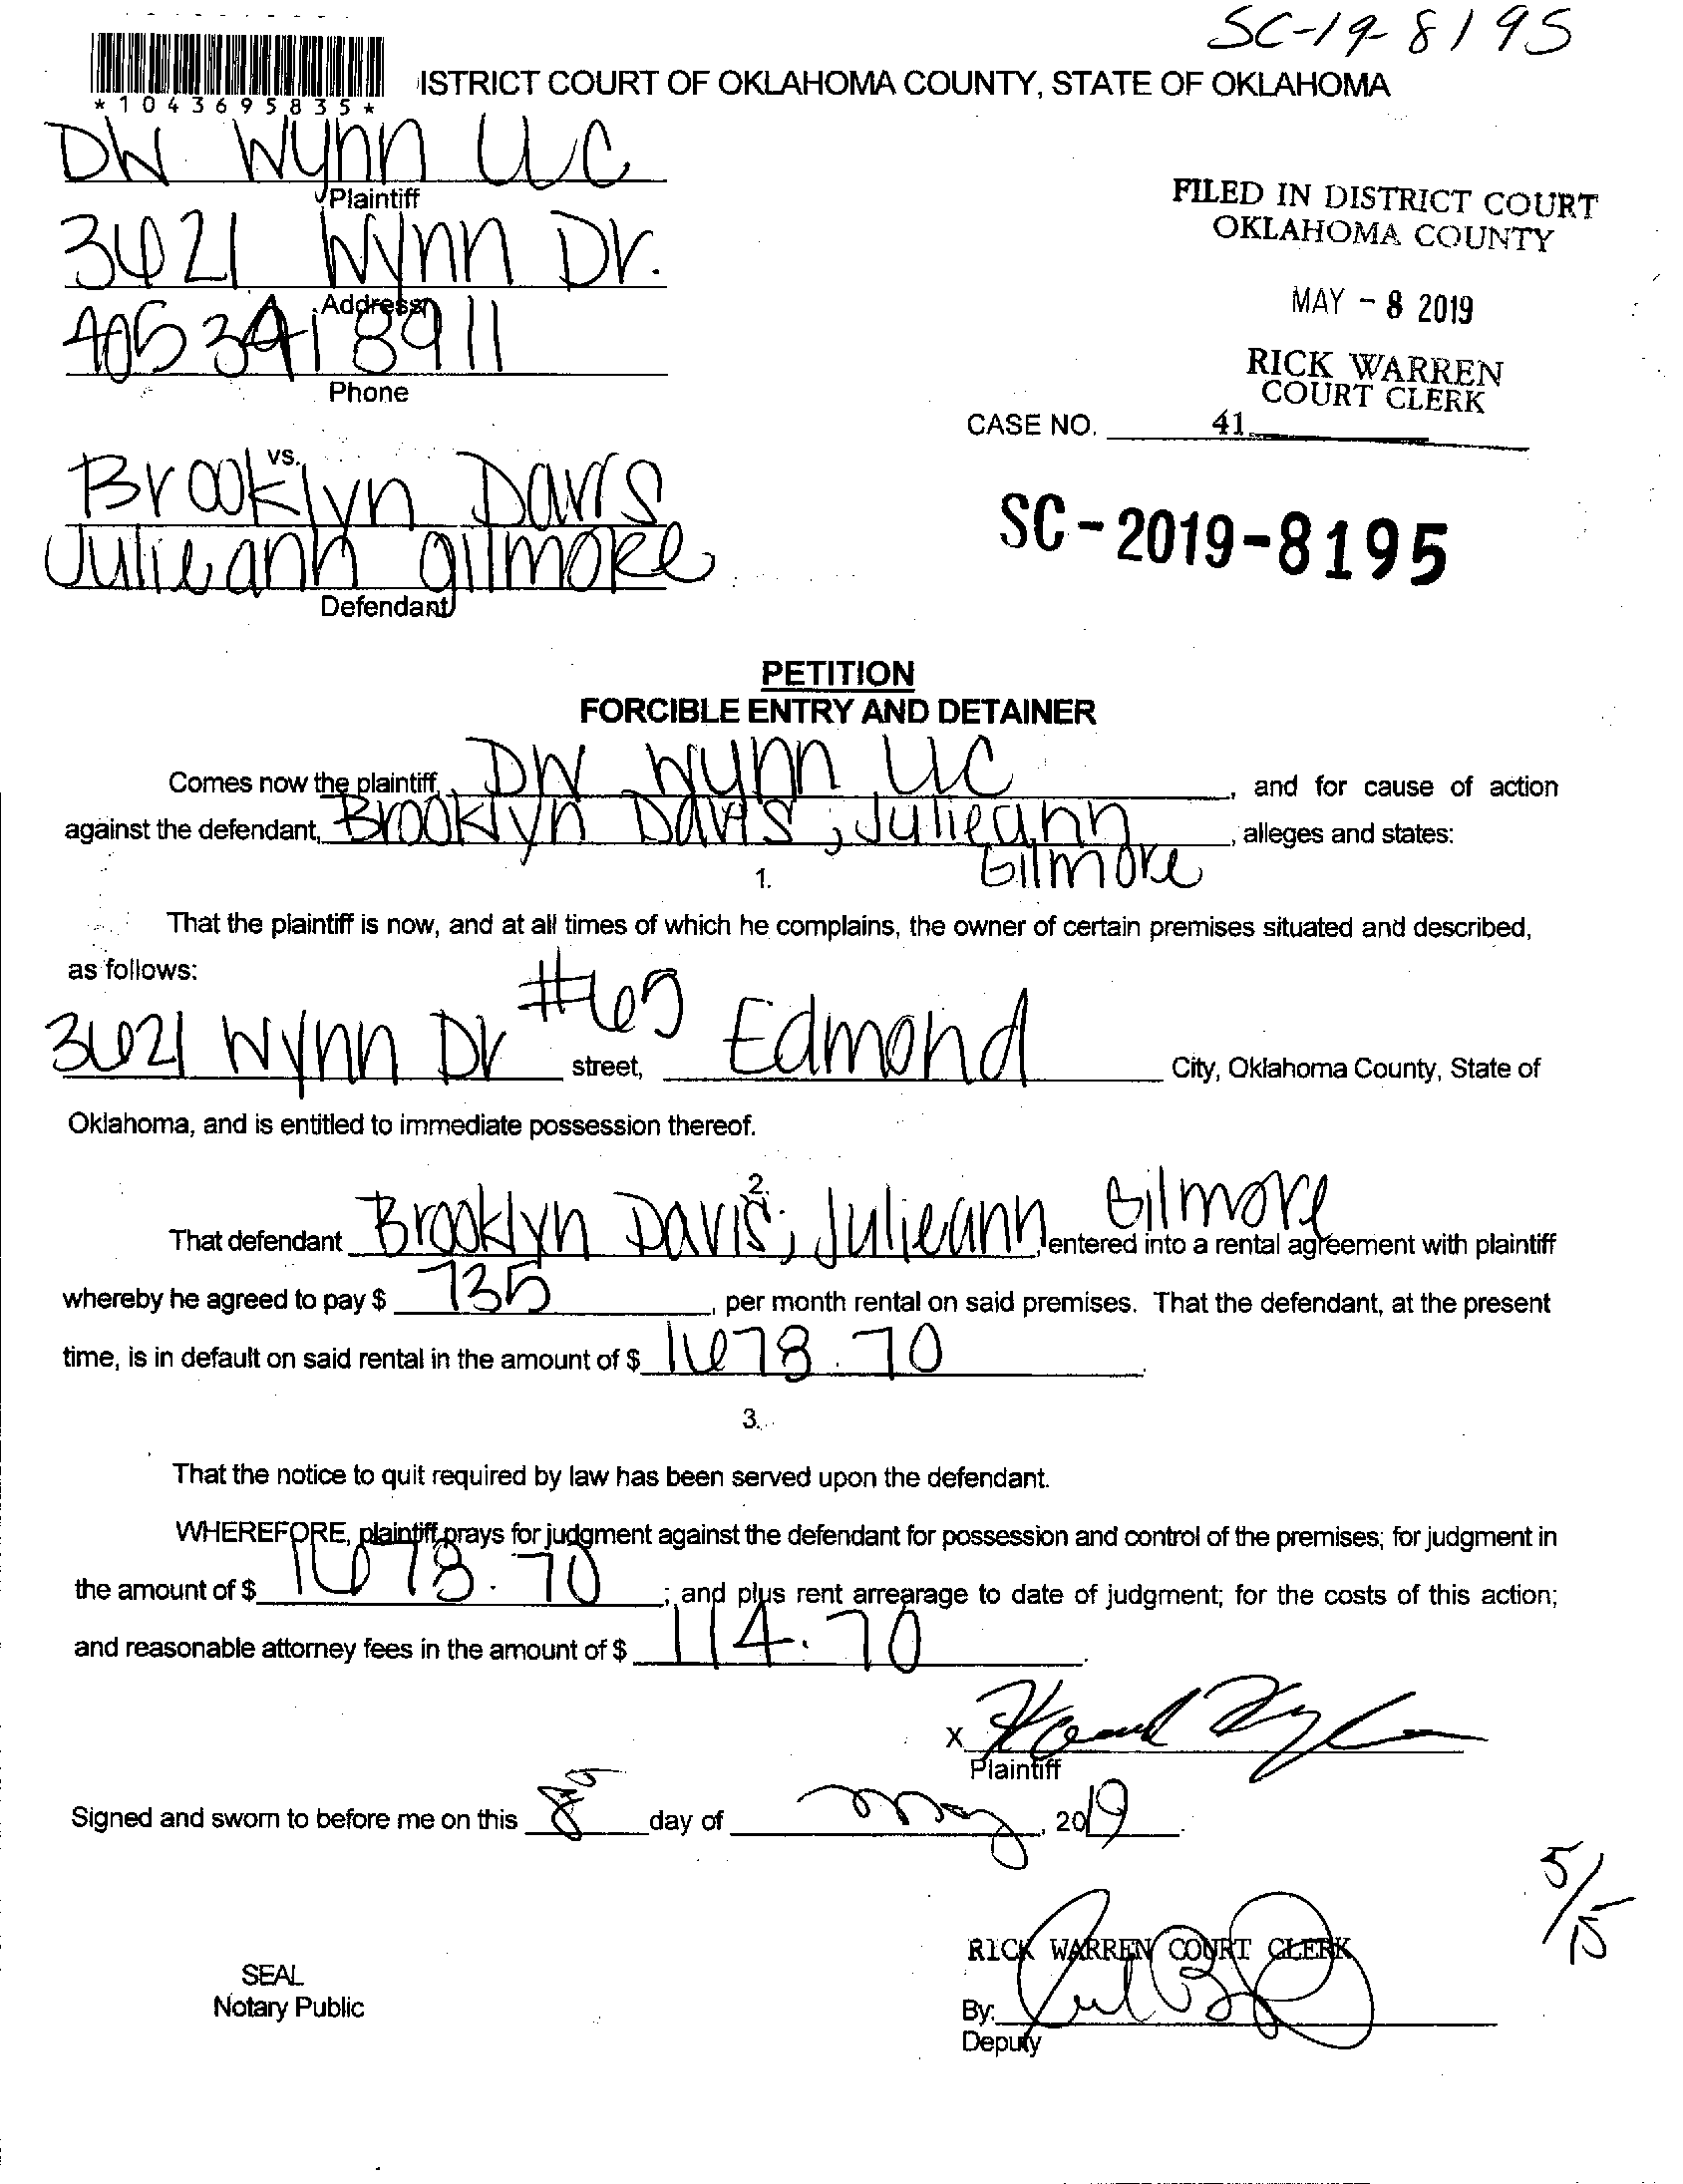 SC-19-8195
*1043695835*
ISTRICT COURT OF OKLAHOMA COUNTY, STATE OF OKLAHOMA
DW Wynn LLC
Plaintiff
FILED IN DISTRICT COURT
OKLAHOMA COUNTY
3621 Wynn Dr.
Address
MAY - 8 2019
405 341 8911
Phone
RICK WARREN
COURT CLERK
CASE NO. 41
vs.
Brooklyn Davis
Julieann Gilmore
Defendant
SC-2019-8195
PETITION
FORCIBLE ENTRY AND DETAINER
Comes now the plaintiff, DW Wynn LLC, and for cause of action
against the defendant, Brooklyn Davis; Julieann Gilmore, alleges and states:
1.
That the plaintiff is now, and at all times of which he complains, the owner of certain premises situated and described,
as follows:
3621 Wynn Dr #65 street, Edmond City, Oklahoma County, State of
Oklahoma, and is entitled to immediate possession thereof.
2.
That defendant Brooklyn Davis; Julieann Gilmore, entered into a rental agreement with plaintiff
whereby he agreed to pay $ 735, per month rental on said premises. That the defendant, at the present
time, is in default on said rental in the amount of $ 1678.70.
3.
That the notice to quit required by law has been served upon the defendant.
WHEREFORE, plaintiff prays for judgment against the defendant for possession and control of the premises; for judgment in
the amount of $ 1678.70; and plus rent arrearage to date of judgment; for the costs of this action;
and reasonable attorney fees in the amount of $ 114.70.
X
Plaintiff
Signed and sworn to before me on this 8 day of May, 2019.
5/15
RICK WARREN COURT CLERK
SEAL
Notary Public
By:
Deputy